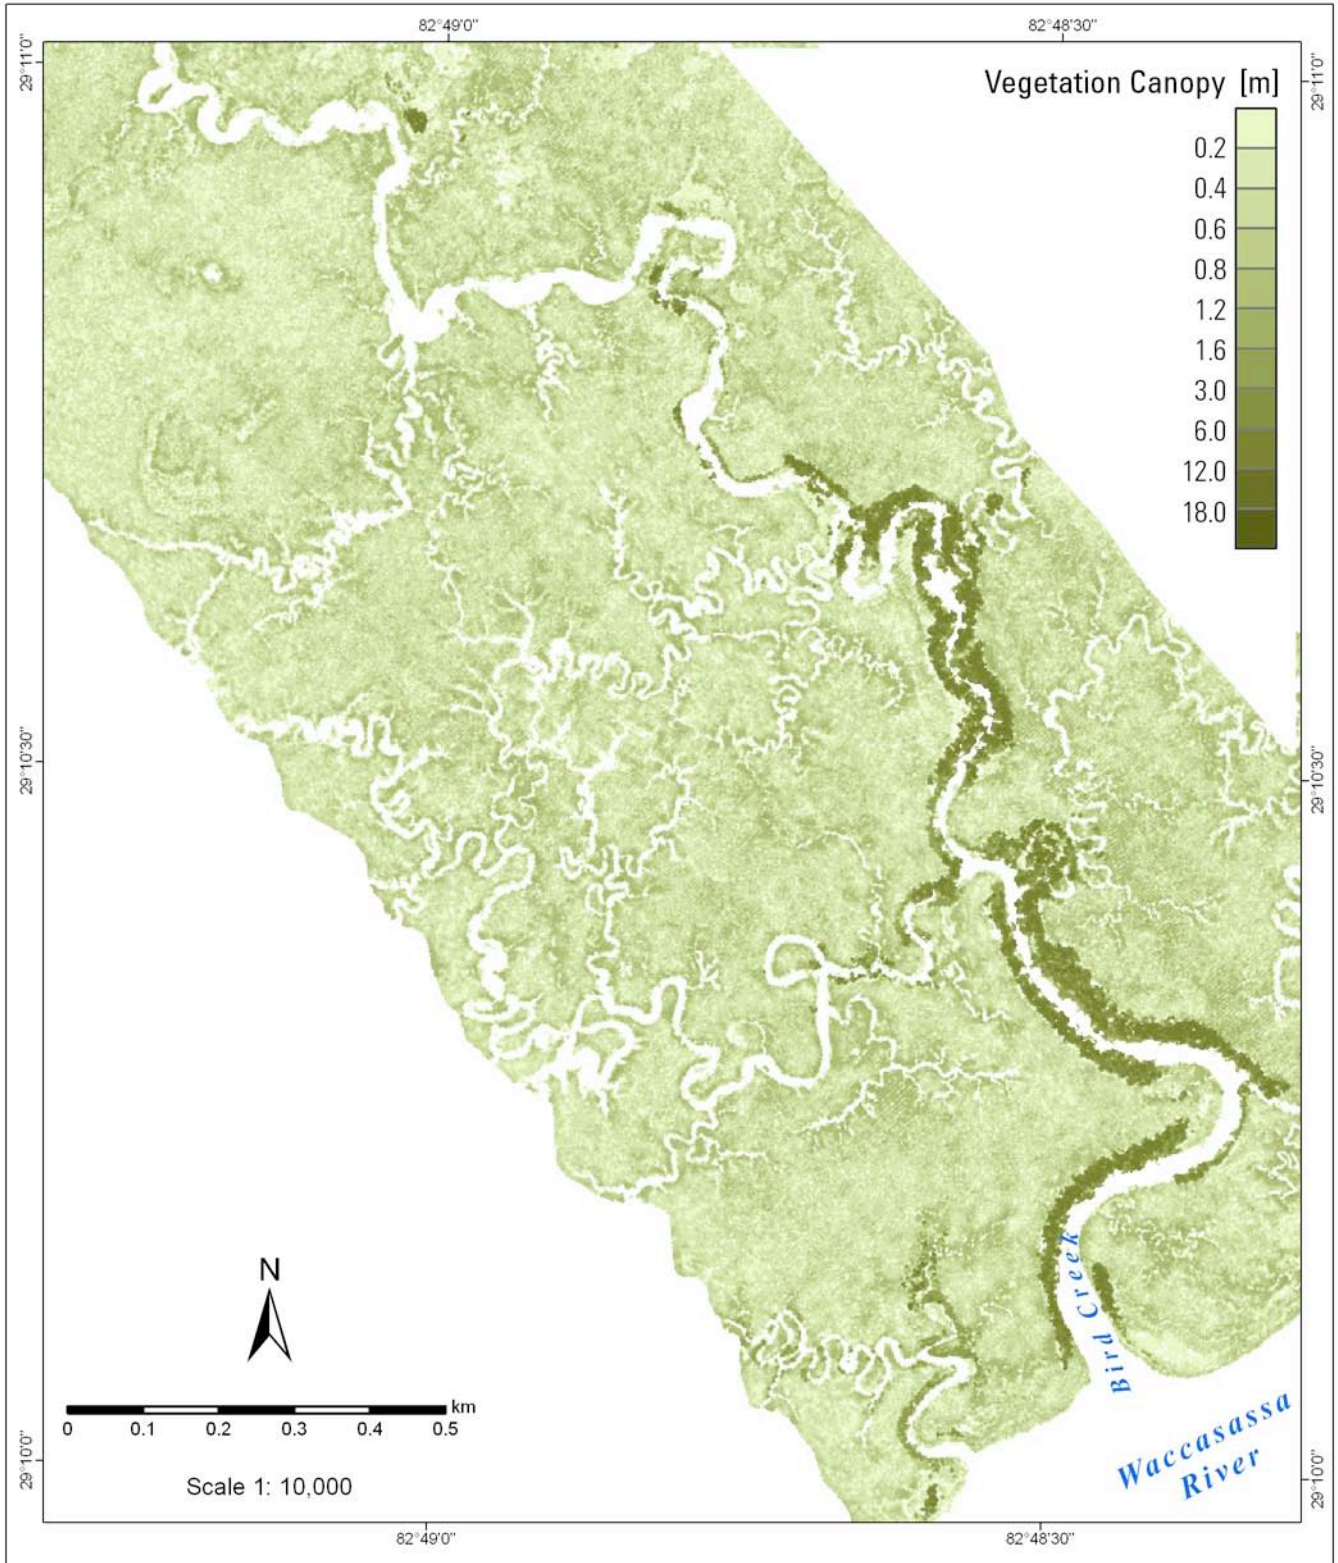 82°49'0"
82°48'30"
29°11'0"
29°11'0"
Vegetation Canopy [m]
0.2
0.4
0.6
0.8
1.2
1.6
3.0
6.0
12.0
18.0
29°10'30"
29°10'30"
N
km
0 0.1 0.2 0.3 0.4 0.5
Scale 1: 10,000
Bird Creek
Waccasassa
River
29°10'0"
29°10'0"
82°49'0"
82°48'30"